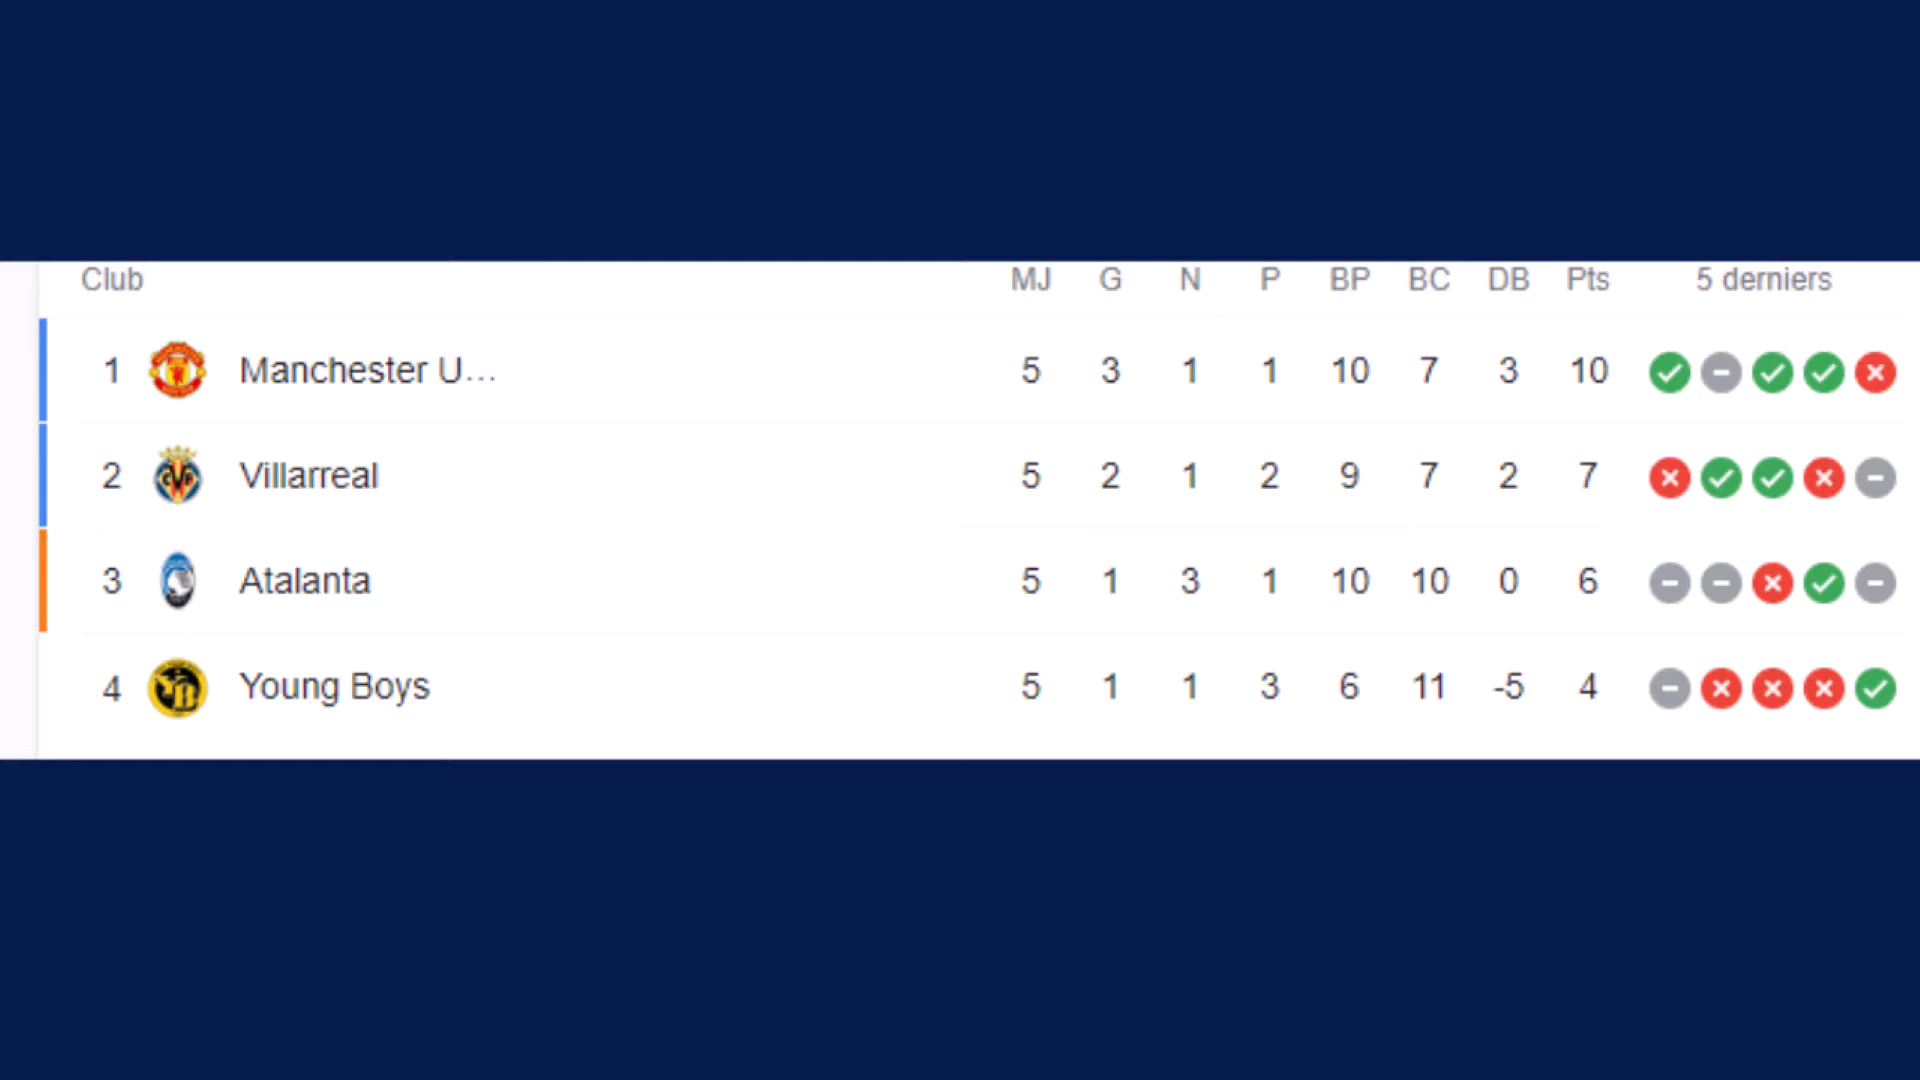 Club MJ G N P BP BC DB Pts 5 derniers
1 Manchester U... 5 3 1 1 10 7 3 10
2 Villarreal 5 2 1 2 9 7 2 7
3 Atalanta 5 1 3 1 10 10 0 6
4 Young Boys 5 1 1 3 6 11 -5 4